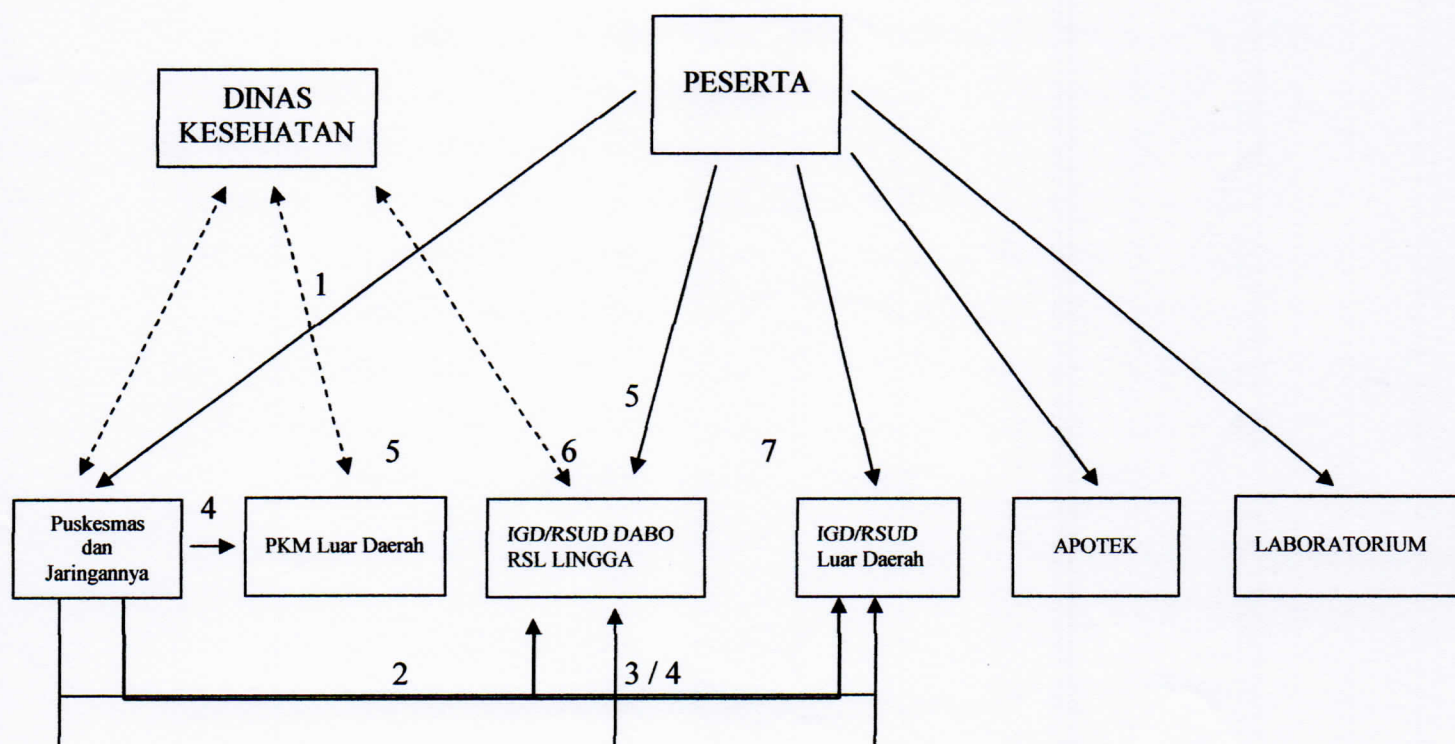 PESERTA
DINAS
KESEHATAN
1
5
5
6
7
4
Puskesmas
dan
Jaringannya
PKM Luar Daerah
IGD/RSUD DABO
RSL LINGGA
IGD/RSUD
Luar Daerah
APOTEK
LABORATORIUM
2
3 / 4